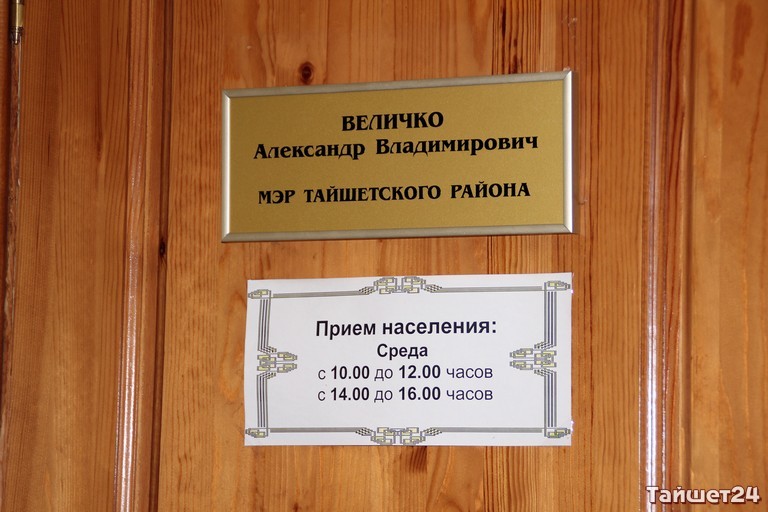 ВЕЛИЧКО
Александр Владимирович
МЭР ТАЙШЕТСКОГО РАЙОНА
Прием населения:
Среда
с 10.00 до 12.00 часов
с 14.00 до 16.00 часов
Тайшет24